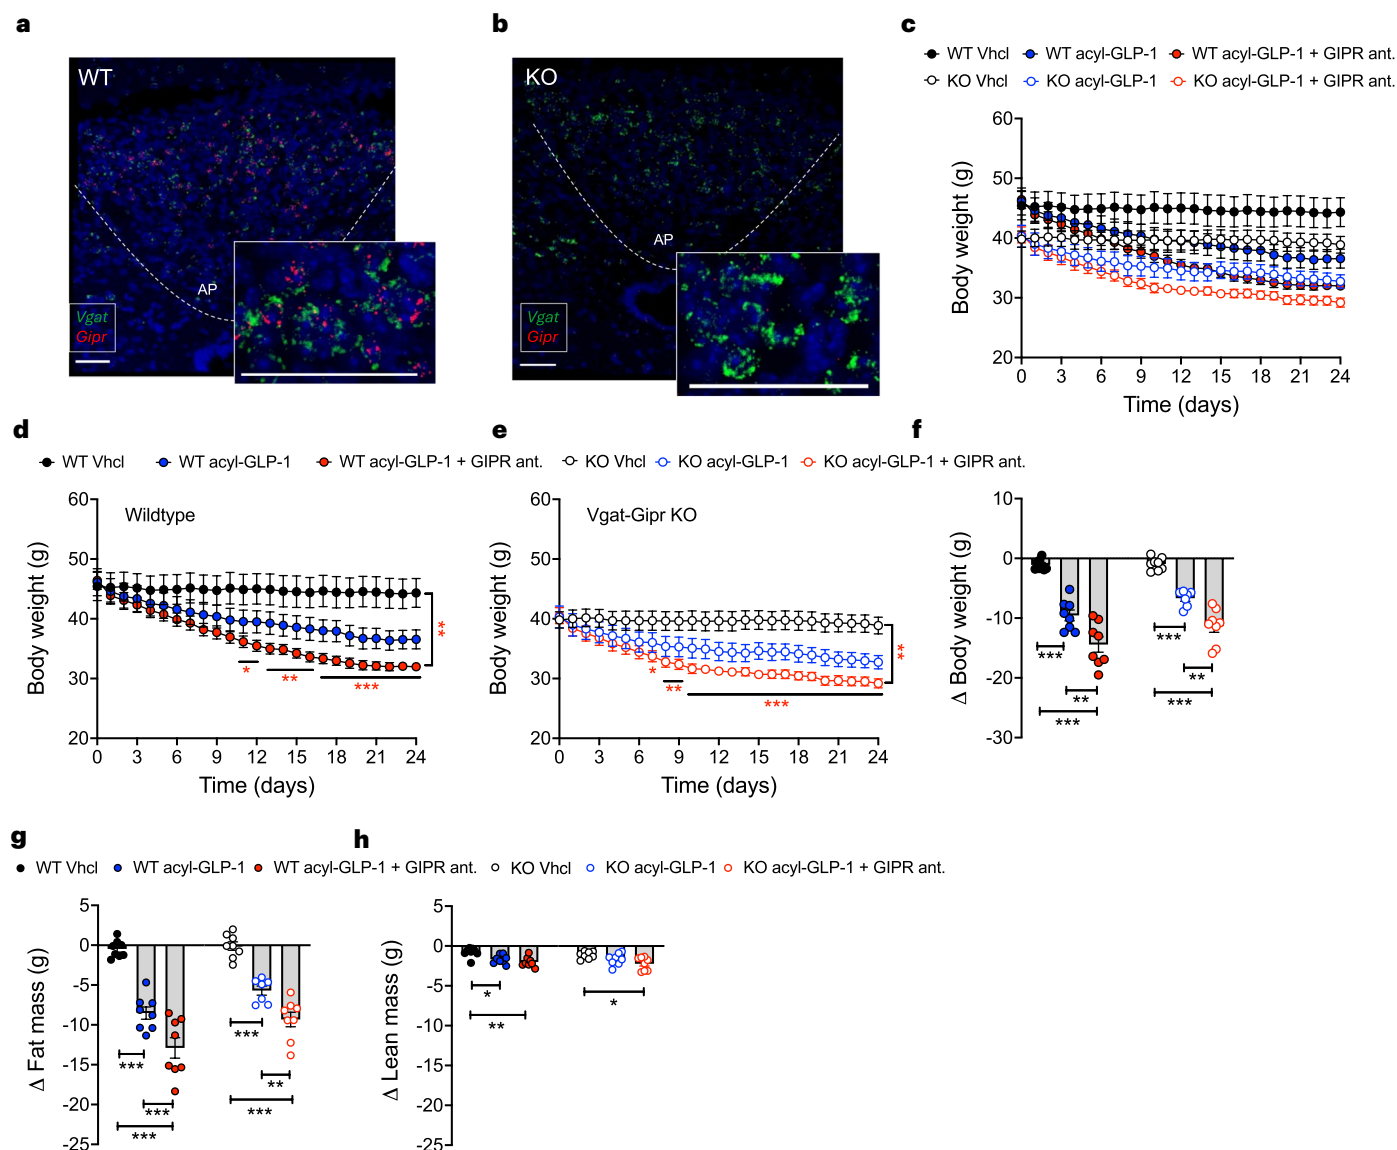 a
b
c
WT
AP
Vgat
Gipr
KO
AP
Vgat
Gipr
WT Vhcl
WT acyl-GLP-1
WT acyl-GLP-1 + GIPR ant.
KO Vhcl
KO acyl-GLP-1
KO acyl-GLP-1 + GIPR ant.
60
50
40
30
20
Body weight (g)
0 3 6 9 12 15 18 21 24
Time (days)
d
WT Vhcl
WT acyl-GLP-1
WT acyl-GLP-1 + GIPR ant.
Wildtype
60
50
40
30
20
Body weight (g)
**
* ** ***
0 3 6 9 12 15 18 21 24
Time (days)
e
KO Vhcl
KO acyl-GLP-1
KO acyl-GLP-1 + GIPR ant.
Vgat-Gipr KO
60
50
40
30
20
Body weight (g)
**
* ** ***
0 3 6 9 12 15 18 21 24
Time (days)
f
10
0
-10
-20
-30
Δ Body weight (g)
***
**
***
***
**
***
g
WT Vhcl
WT acyl-GLP-1
WT acyl-GLP-1 + GIPR ant.
KO Vhcl
KO acyl-GLP-1
KO acyl-GLP-1 + GIPR ant.
5
0
-5
-10
-15
-20
-25
Δ Fat mass (g)
***
***
***
***
**
***
h
5
0
-5
-10
-15
-20
-25
Δ Lean mass (g)
*
**
*